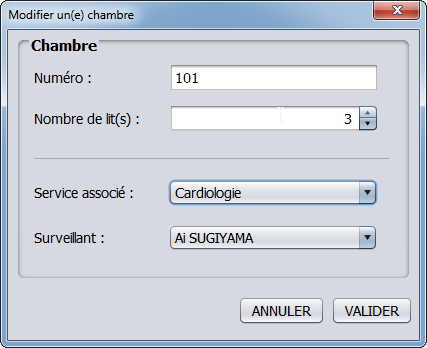 Modifier un(e) chambre
Chambre
Numéro : 101
Nombre de lit(s) : 3
Service associé : Cardiologie
Surveillant : Ai SUGIYAMA
ANNULER VALIDER